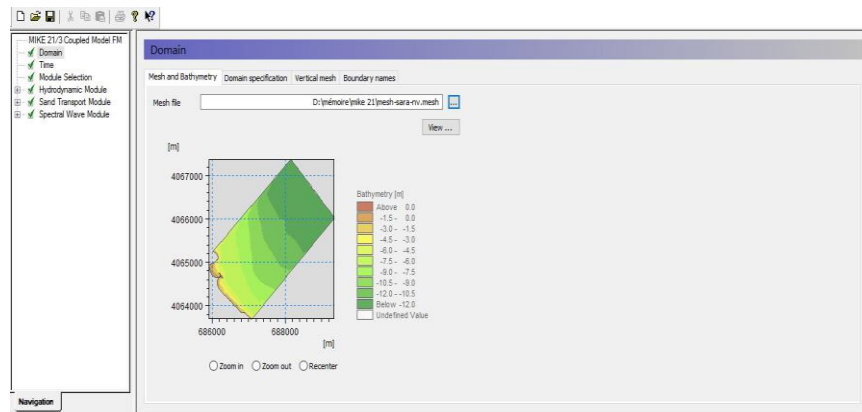 MIKE 21/3 Coupled Model FM
Domain
Time
Module Selection
Hydrodynamic Module
Sand Transport Module
Spectral Wave Module
Navigation
Domain
Mesh and Bathymetry Domain specification Vertical mesh Boundary names
Mesh file D:\mémoire\mike 21\mesh-sara-nv.mesh ...
View ...
[m]
4067000
4066000
4065000
4064000
686000 688000
[m]
Bathymetry [m]
Above 0.0
-1.5 - 0.0
-3.0 - -1.5
-4.5 - -3.0
-6.0 - -4.5
-7.5 - -6.0
-9.0 - -7.5
-10.5 - -9.0
-12.0 - -10.5
Below -12.0
Undefined Value
Zoom in Zoom out Recenter